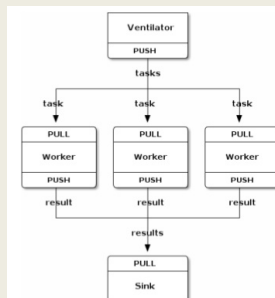 Ventilator
PUSH
tasks
task task task
PULL PULL PULL
Worker Worker Worker
PUSH PUSH PUSH
result result result
results
PULL
Sink